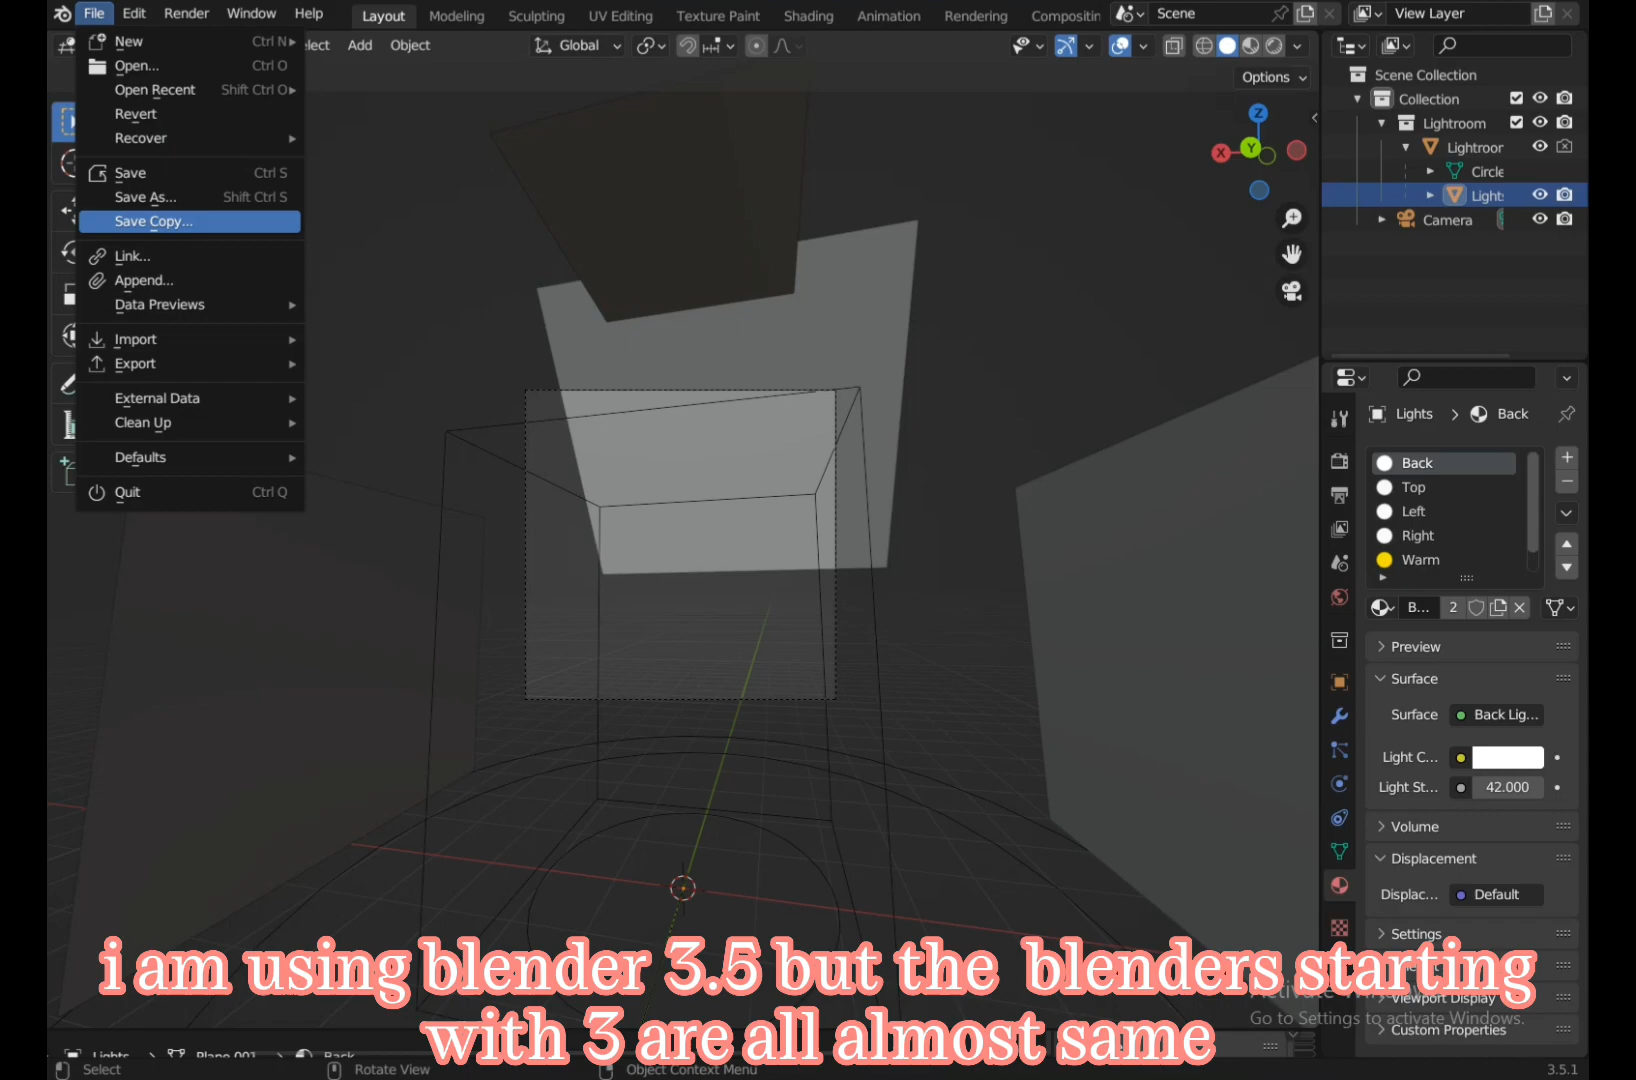 File Edit Render Window Help Layout Modeling Sculpting UV Editing Texture Paint Shading Animation Rendering Compositin Scene View Layer
New Ctrl N
lect Add Object Global
Open... Ctrl O
Options
Scene Collection
Open Recent Shift Ctrl O
Collection
Revert
Lightroom
Recover
Lightroor
Save Ctrl S
Circle
Save As... Shift Ctrl S
Lights
Save Copy...
Camera
Z
Y
X
Link...
Append...
Data Previews
Import
Export
External Data
Clean Up
Defaults
Quit Ctrl Q
Lights > Back
Back
Top
Left
Right
Warm
B... 2
Preview
Surface
Surface Back Lig...
Light C...
Light St... 42.000
Volume
Displacement
Displac... Default
Settings
i am using blender 3.5 but the blenders starting
with 3 are all almost same
Viewport Display
Go to Settings to activate Windows.
Custom Properties
Lights > Plane.001 > Back
Select Rotate View Object Context Menu 3.5.1